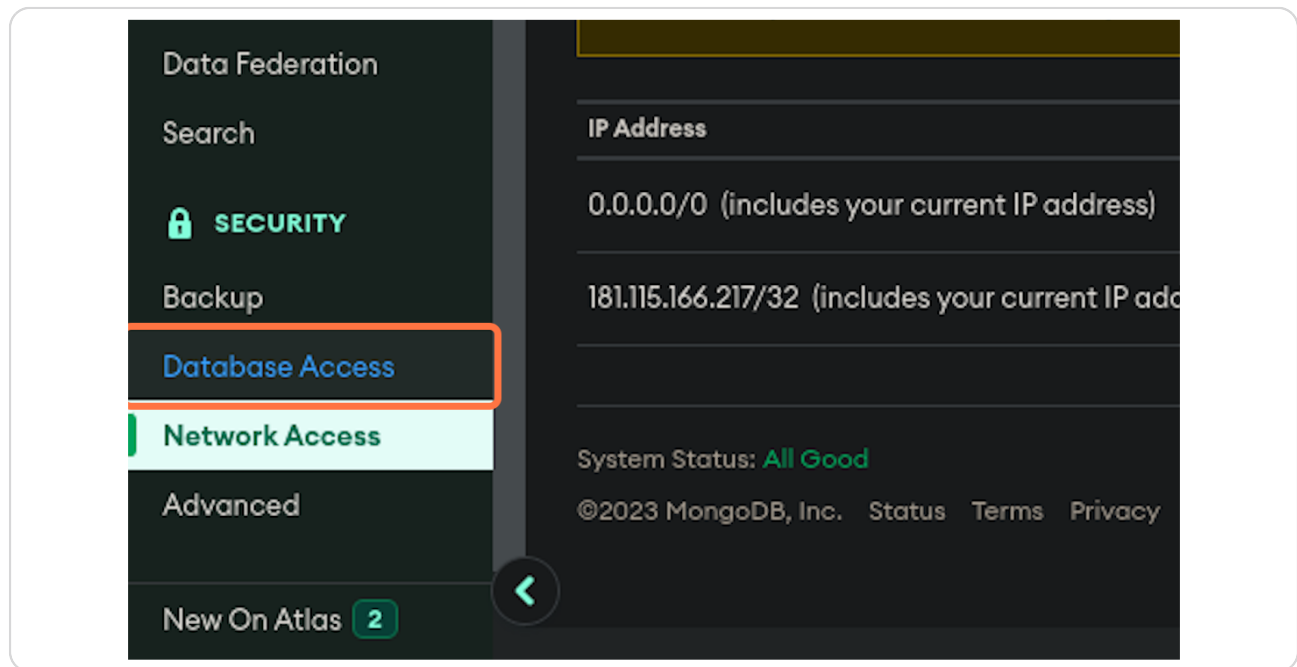 Data Federation
Search
SECURITY
Backup
Database Access
Network Access
Advanced
New On Atlas 2
IP Address
0.0.0.0/0 (includes your current IP address)
181.115.166.217/32 (includes your current IP add
System Status: All Good
©2023 MongoDB, Inc. Status Terms Privacy